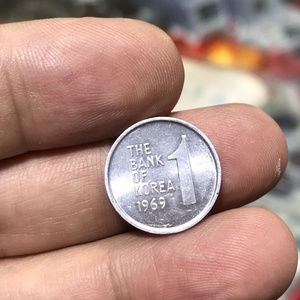 THE
BANK
OF
KOREA
1969
1